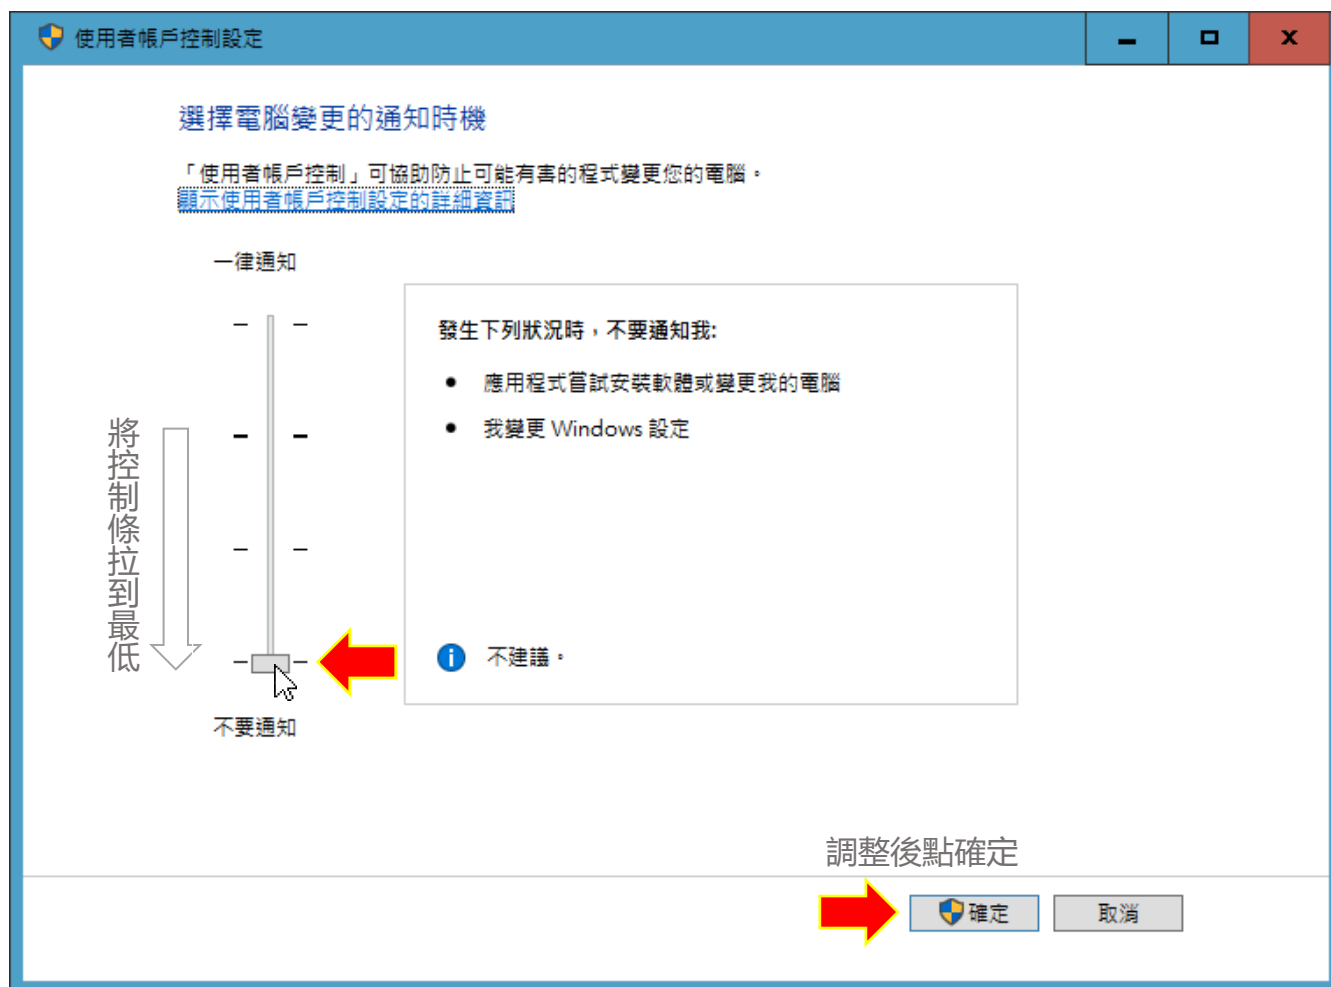 使用者帳戶控制設定
選擇電腦變更的通知時機
「使用者帳戶控制」可協助防止可能有害的程式變更您的電腦。
顯示使用者帳戶控制設定的詳細資訊
一律通知
發生下列狀況時，不要通知我:
應用程式嘗試安裝軟體或變更我的電腦
我變更 Windows 設定
將控制條拉到最低
不建議。
不要通知
調整後點確定
確定
取消